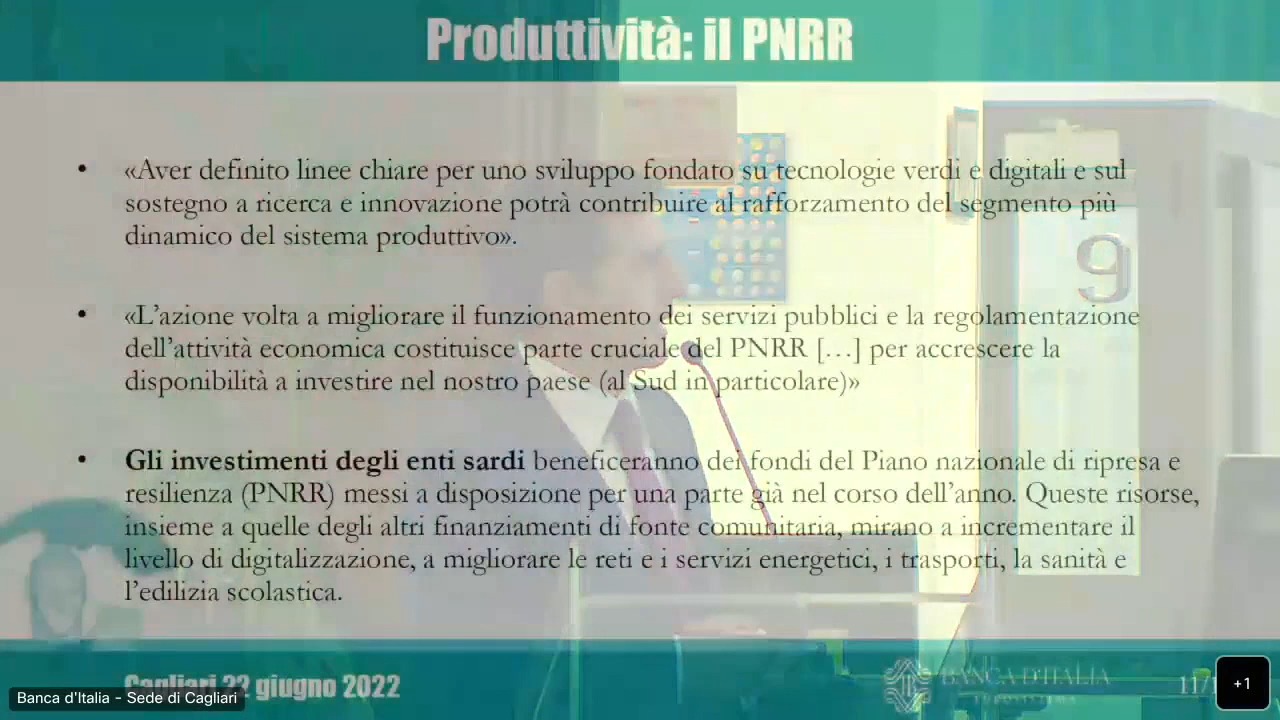 Produttività: il PNRR
• «Aver definito linee chiare per uno sviluppo fondato su tecnologie verdi e digitali e sul
sostegno a ricerca e innovazione potrà contribuire al rafforzamento del segmento più
dinamico del sistema produttivo».
• «L'azione volta a migliorare il funzionamento dei servizi pubblici e la regolamentazione
dell'attività economica costituisce parte cruciale del PNRR […] per accrescere la
disponibilità a investire nel nostro paese (al Sud in particolare)»
• Gli investimenti degli enti sardi beneficeranno dei fondi del Piano nazionale di ripresa e
resilienza (PNRR) messi a disposizione per una parte già nel corso dell'anno. Queste risorse,
insieme a quelle degli altri finanziamenti di fonte comunitaria, mirano a incrementare il
livello di digitalizzazione, a migliorare le reti e i servizi energetici, i trasporti, la sanità e
l'edilizia scolastica.
9
Cagliari 22 giugno 2022
BANCA D'ITALIA
EUROSISTEMA
11/
Banca d'Italia - Sede di Cagliari
+1